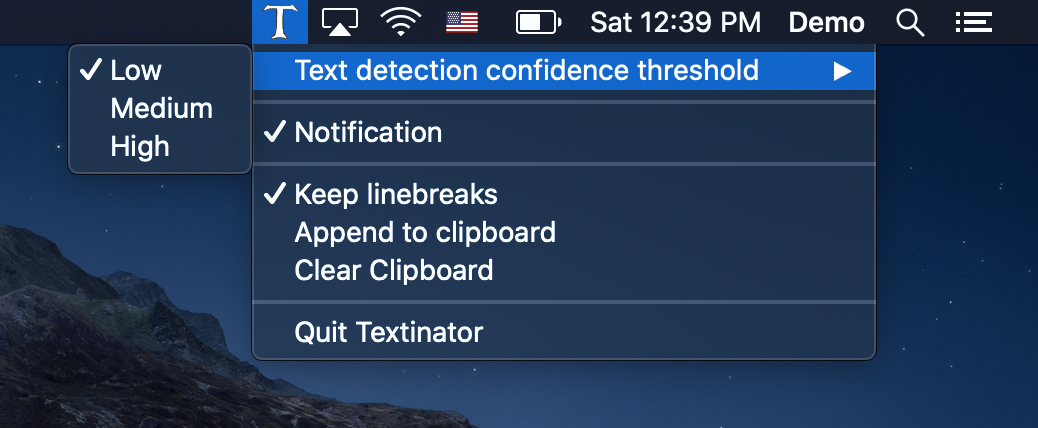 T
Sat 12:39 PM Demo
Text detection confidence threshold
Low
Medium
High
Notification
Keep linebreaks
Append to clipboard
Clear Clipboard
Quit Textinator